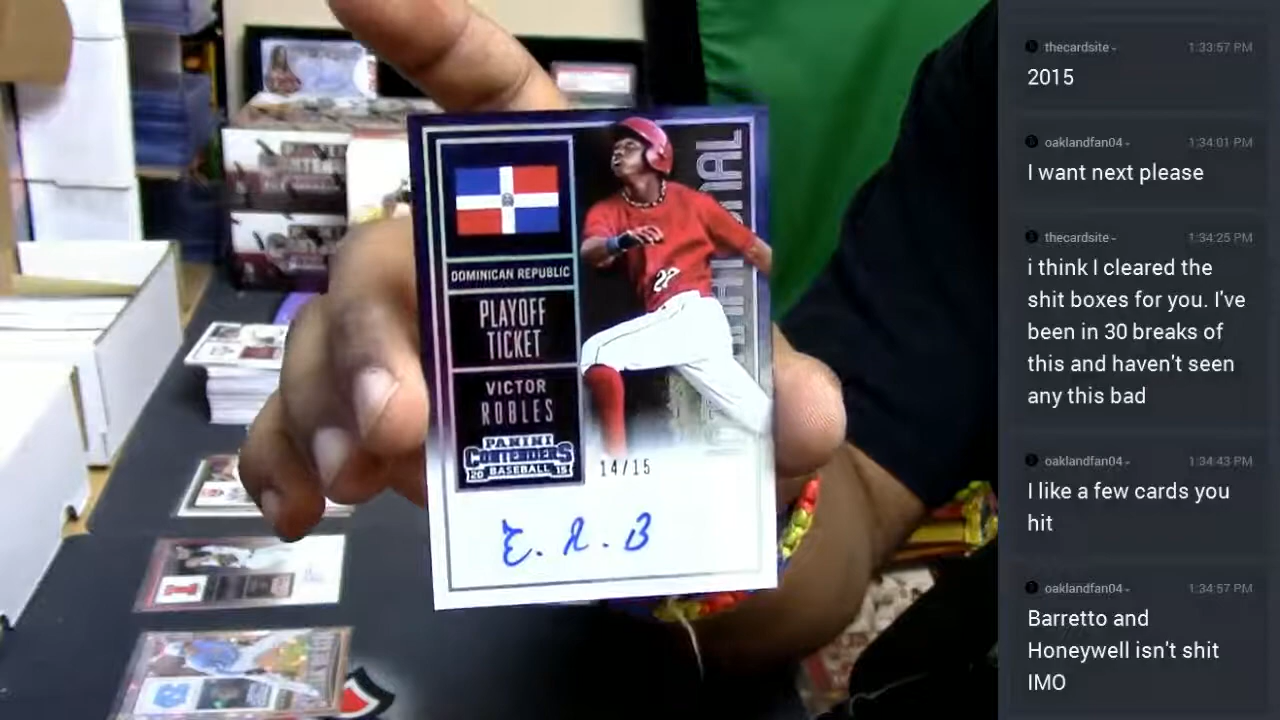 DOMINICAN REPUBLIC
PLAYOFF
TICKET
VICTOR
ROBLES
PANINI
CONTENDERS
20 BASEBALL 15
22
14/15
E. R. B
thecardsite
1:33:57 PM
2015
oaklandfan04
1:34:01 PM
I want next please
thecardsite
1:34:25 PM
i think I cleared the
shit boxes for you. I've
been in 30 breaks of
this and haven't seen
any this bad
oaklandfan04
1:34:43 PM
I like a few cards you
hit
oaklandfan04
1:34:57 PM
Barretto and
Honeywell isn't shit
IMO